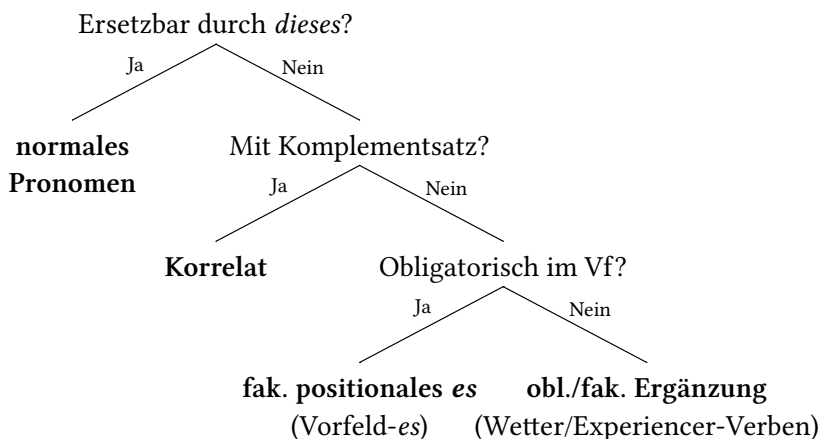 Ersetzbar durch dieses?
Ja
Nein
normales
Pronomen
Mit Komplementsatz?
Ja
Nein
Korrelat
Obligatorisch im Vf?
Ja
Nein
fak. positionales es
(Vorfeld-es)
obl./fak. Ergänzung
(Wetter/Experiencer-Verben)